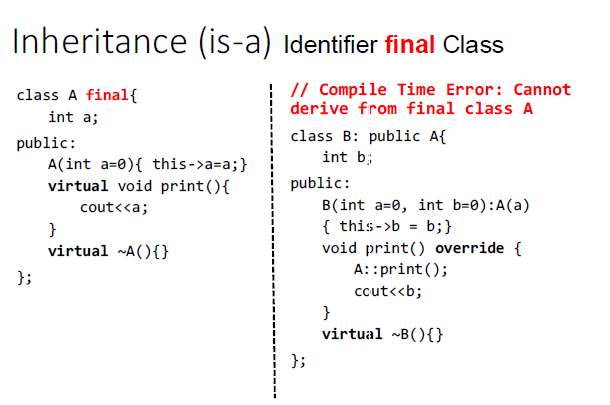 Inheritance (is-a) Identifier final Class
class A final{
int a;
public:
A(int a=0){ this->a=a;}
virtual void print(){
cout<<a;
}
virtual ~A(){}
};
// Compile Time Error: Cannot
derive from final class A
class B: public A{
int b;
public:
B(int a=0, int b=0):A(a)
{ this->b = b;}
void print() override {
A::print();
cout<<b;
}
virtual ~B(){}
};